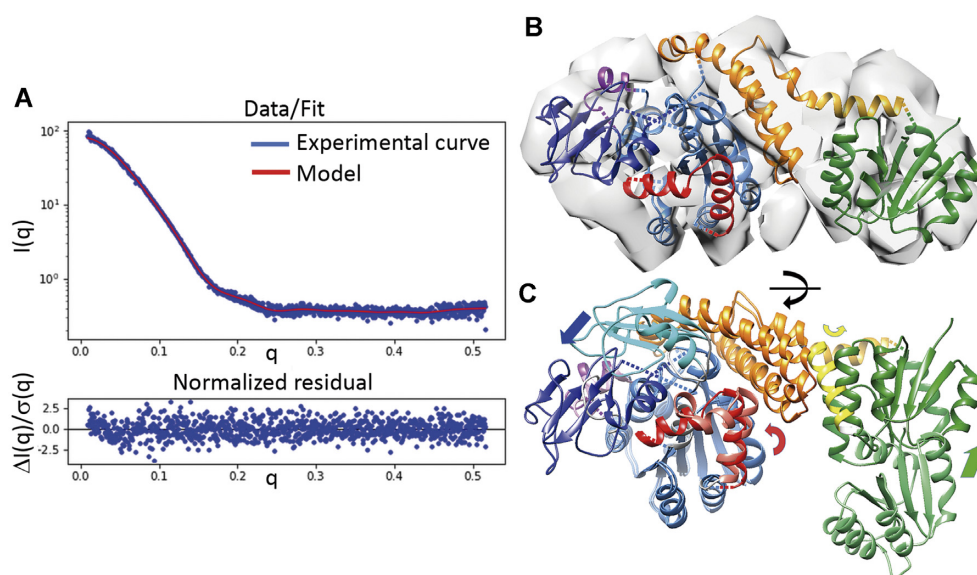 A
Data/Fit
Experimental curve
Model
I(q)
10²
10¹
10⁰
0.0 0.1 0.2 0.3 0.4 0.5
q
Normalized residual
ΔI(q)/σ(q)
2.5
0.0
-2.5
0.0 0.1 0.2 0.3 0.4 0.5
q
B
C